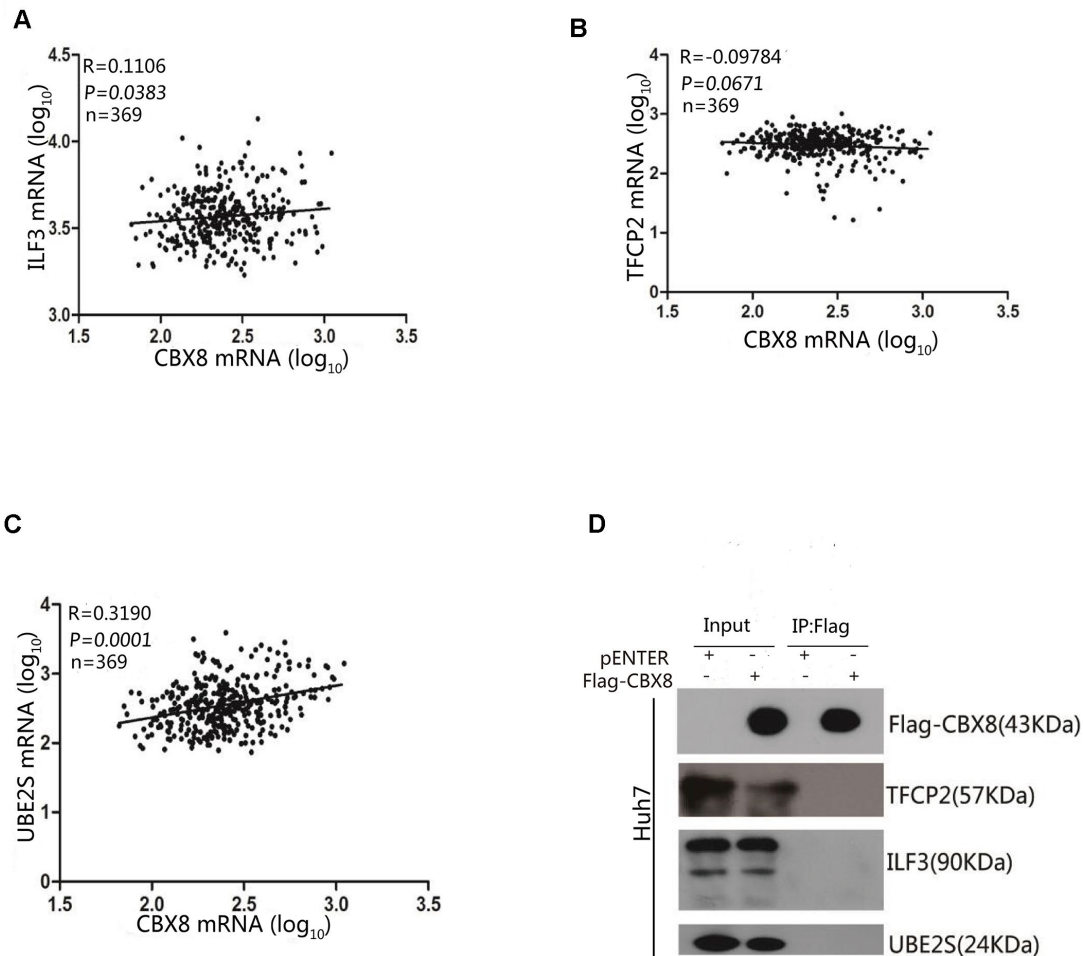 A
4.5
R=0.1106
P=0.0383
n=369
4.0
3.5
3.0
1.5 2.0 2.5 3.0 3.5
ILF3 mRNA (log10)
CBX8 mRNA (log10)
B
4
R=-0.09784
P=0.0671
n=369
3
2
1
0
1.5 2.0 2.5 3.0 3.5
TFCP2 mRNA (log10)
CBX8 mRNA (log10)
C
4
R=0.3190
P=0.0001
n=369
3
2
1
0
1.5 2.0 2.5 3.0 3.5
UBE2S mRNA (log10)
CBX8 mRNA (log10)
D
Input IP:Flag
pENTER + - + -
Flag-CBX8 - + - +
Huh7
Flag-CBX8(43KDa)
TFCP2(57KDa)
ILF3(90KDa)
UBE2S(24KDa)